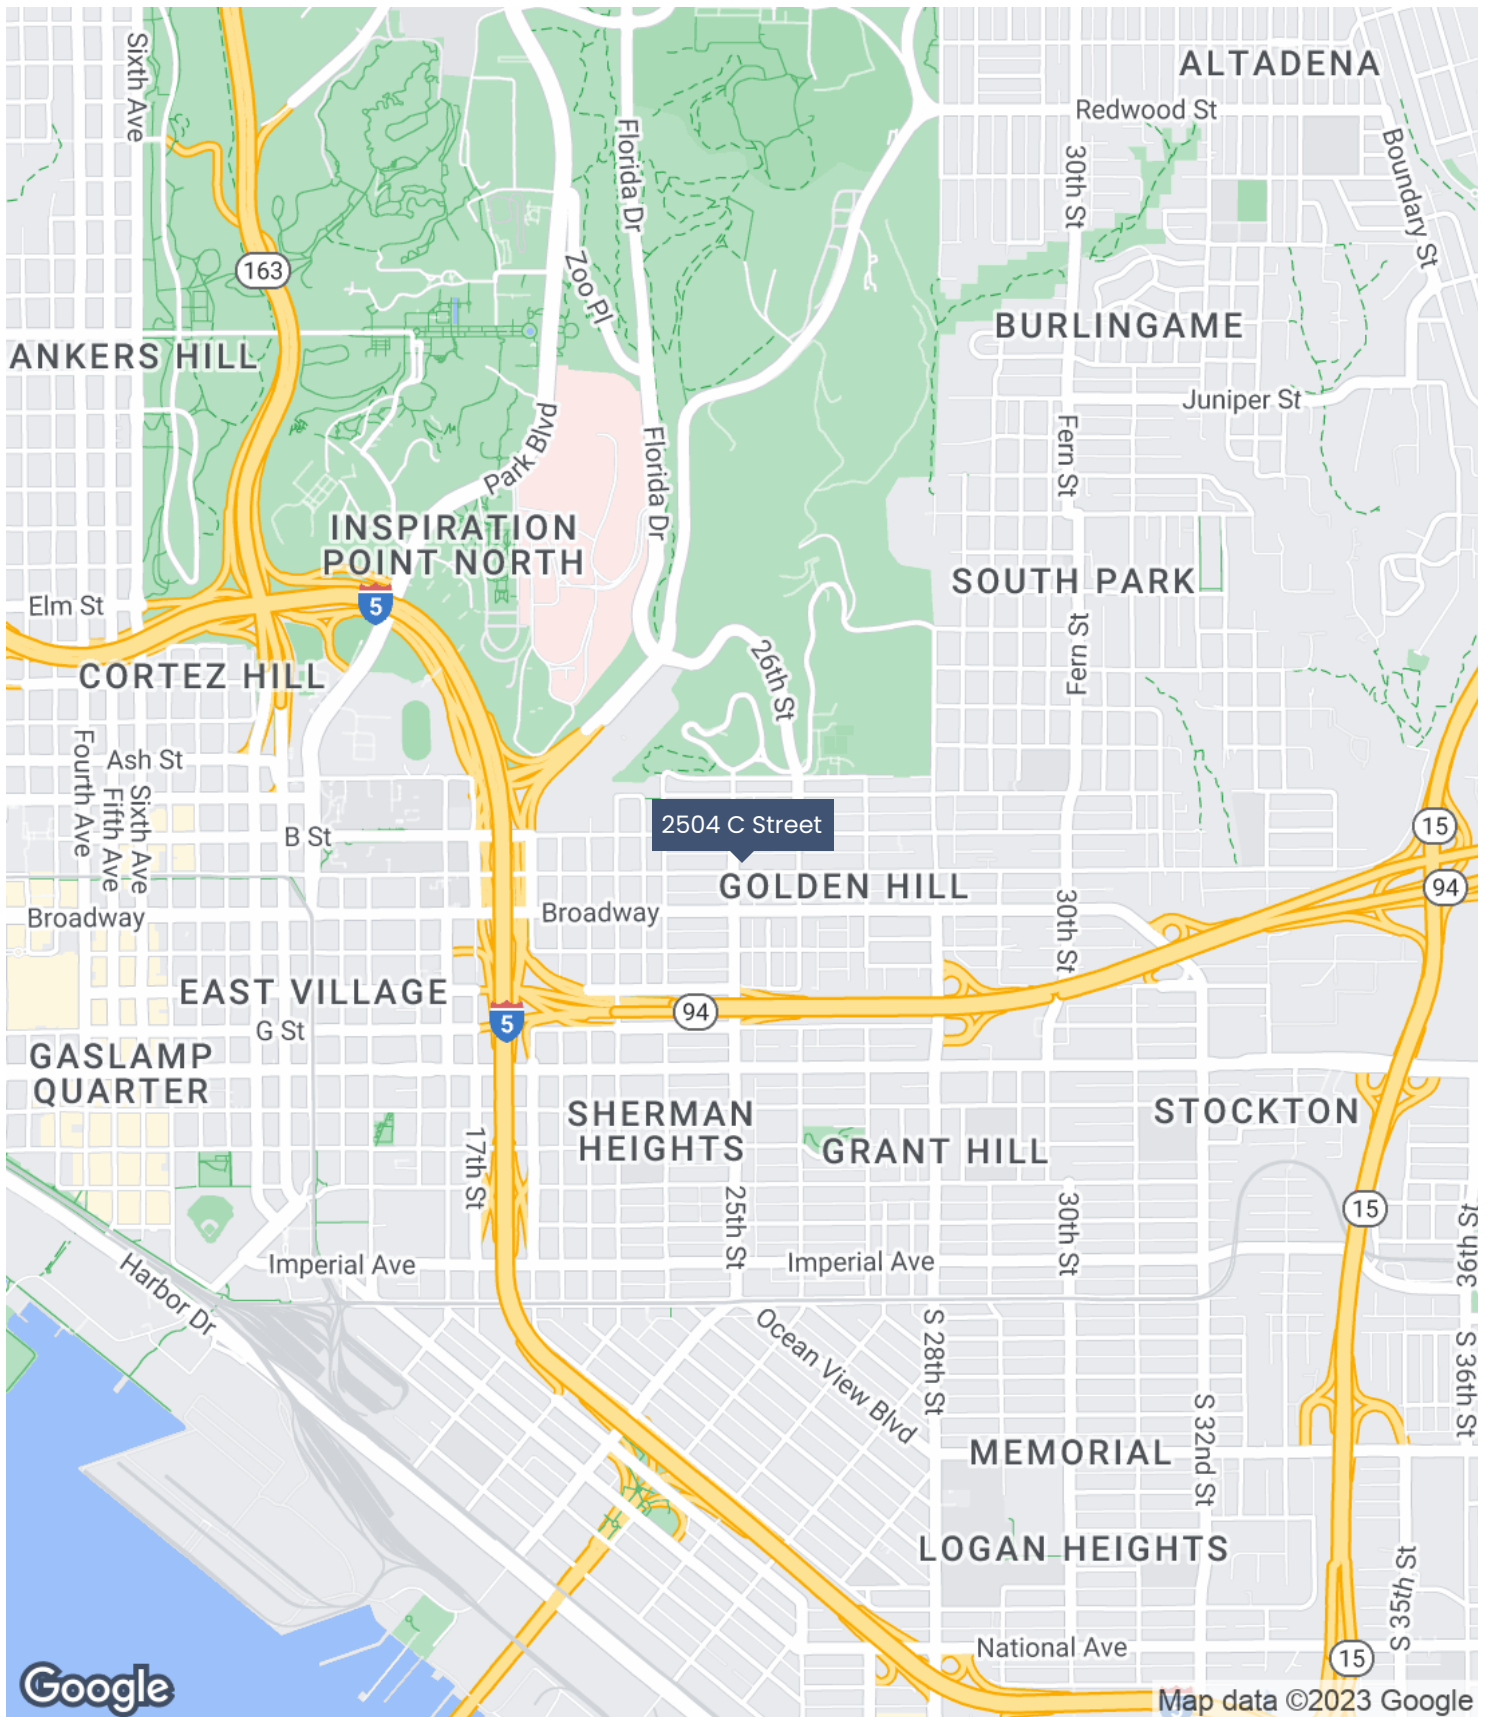 Sixth Ave
ALTADENA
Redwood St
Florida Dr
30th St
Boundary St
163
Zoo Pl
BURLINGAME
ANKERS HILL
Juniper St
Park Blvd
Florida Dr
Fern St
INSPIRATION
POINT NORTH
SOUTH PARK
5
Elm St
Fern St
26th St
CORTEZ HILL
Fourth Ave
Ash St
Fifth Ave
Sixth Ave
B St
2504 C Street
15
GOLDEN HILL
94
Broadway
Broadway
30th St
EAST VILLAGE
G St
5
94
GASLAMP
QUARTER
SHERMAN
HEIGHTS
STOCKTON
GRANT HILL
17th St
25th St
30th St
15
36th St
Imperial Ave
Imperial Ave
Harbor Dr
Ocean View Blvd
S 28th St
S 36th St
S 32nd St
MEMORIAL
LOGAN HEIGHTS
S 35th St
National Ave
15
Google
Map data ©2023 Google